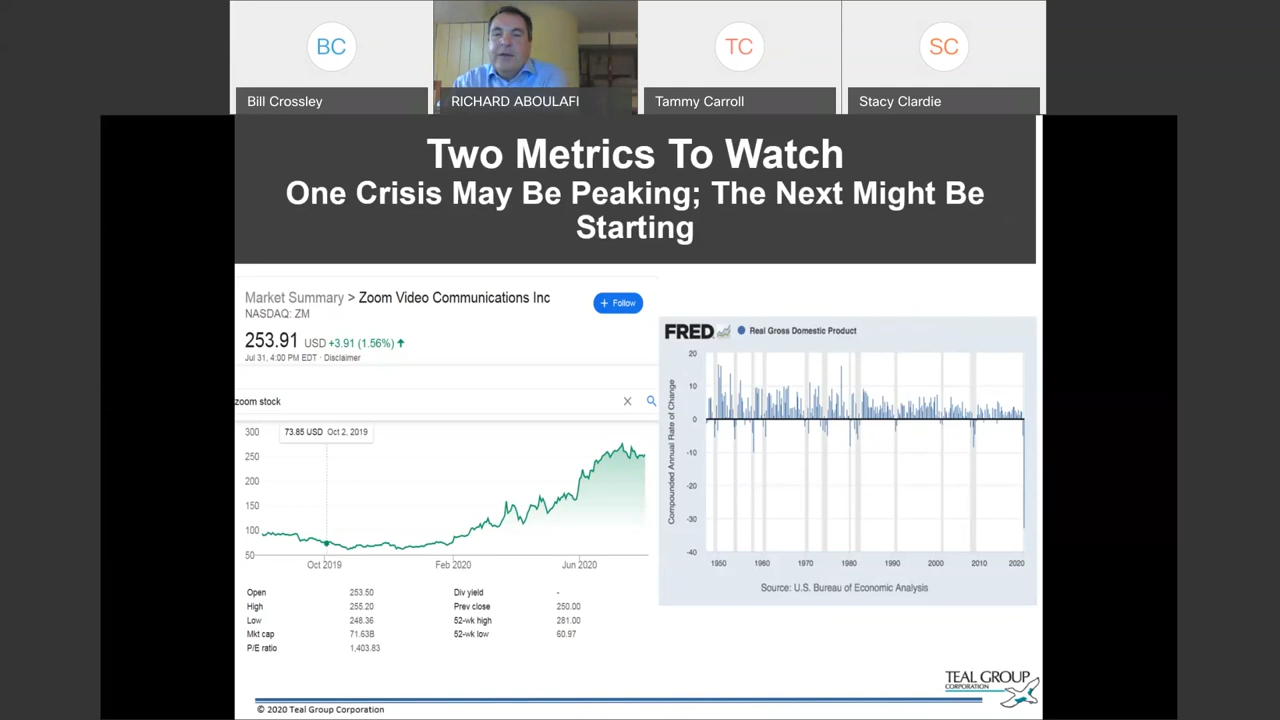 BC
TC
SC
Bill Crossley
RICHARD ABOULAFI
Tammy Carroll
Stacy Clardie
Two Metrics To Watch
One Crisis May Be Peaking; The Next Might Be
Starting
Market Summary > Zoom Video Communications Inc
NASDAQ: ZM
+ Follow
253.91 USD +3.91 (1.56%) ↑
Jul 31, 4:00 PM EDT · Disclaimer
zoom stock
73.85 USD Oct 2, 2019
300
250
200
150
100
50
Oct 2019
Feb 2020
Jun 2020
Open 253.50
High 255.20
Low 248.36
Mkt cap 71.63B
P/E ratio 1,403.83
Div yield -
Prev close 250.00
52-wk high 281.00
52-wk low 60.97
FRED
Real Gross Domestic Product
Compounded Annual Rate of Change
20
10
0
-10
-20
-30
-40
1950
1960
1970
1980
1990
2000
2010
2020
Source: U.S. Bureau of Economic Analysis
TEAL GROUP
CORPORATION
© 2020 Teal Group Corporation